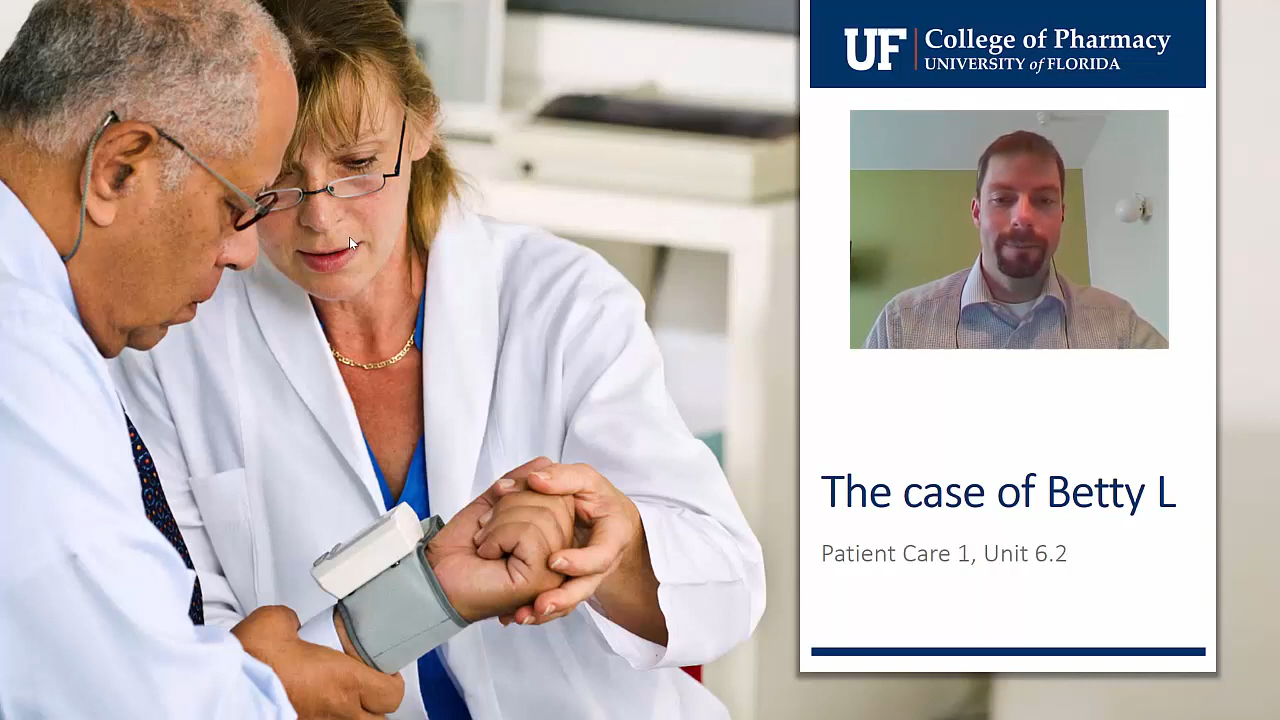 UF College of Pharmacy
UNIVERSITY of FLORIDA
The case of Betty L
Patient Care 1, Unit 6.2